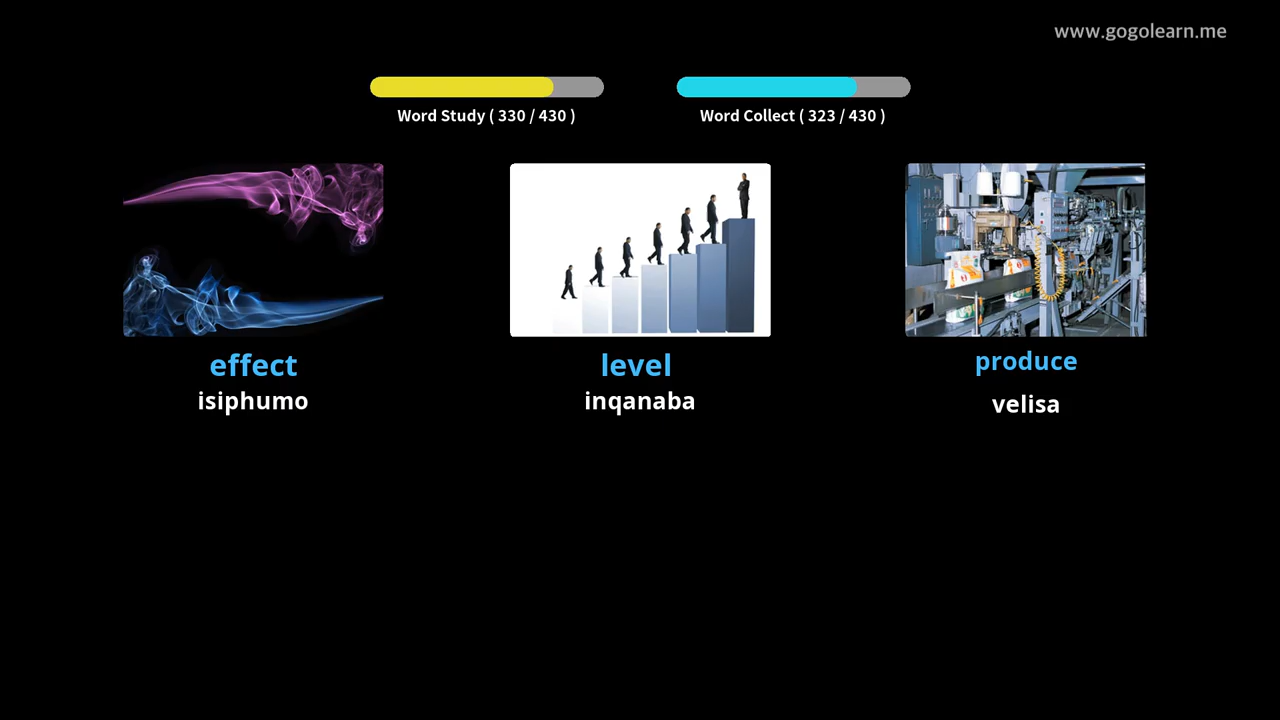 www.gogolearn.me
Word Study ( 330 / 430 )
Word Collect ( 323 / 430 )
effect
isiphumo
level
inqanaba
produce
velisa